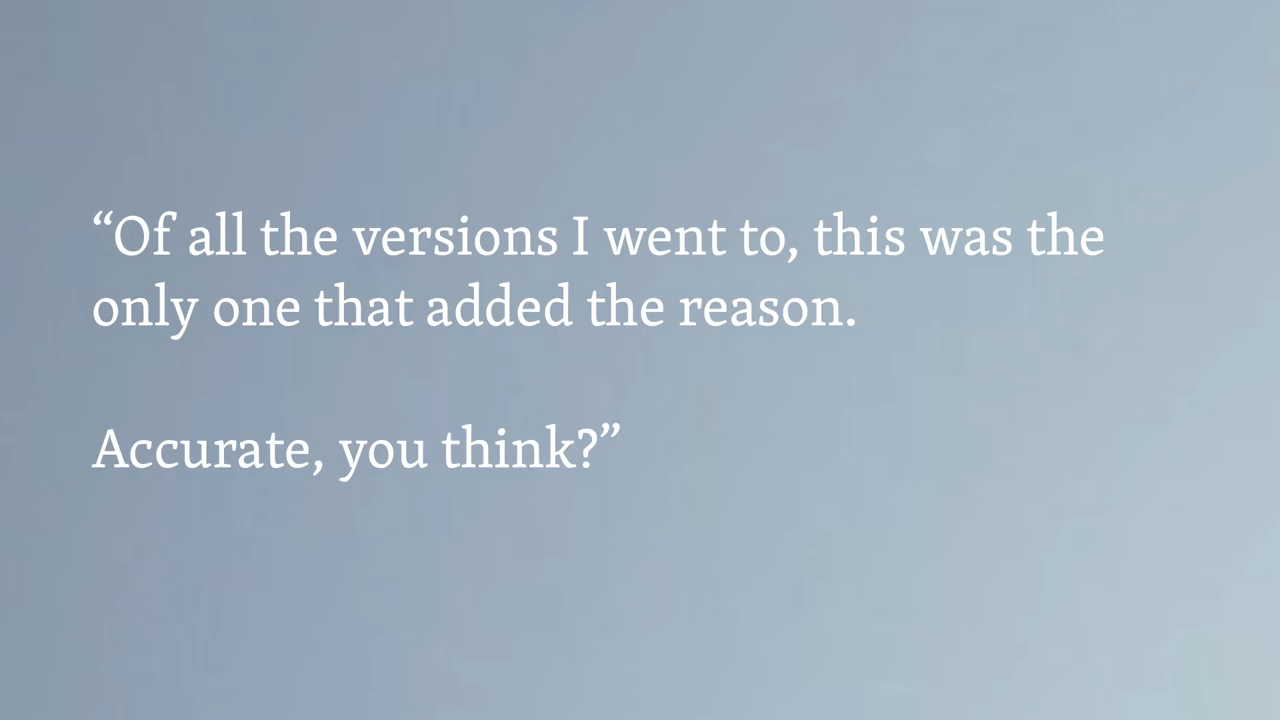 “Of all the versions I went to, this was the
only one that added the reason.
Accurate, you think?”